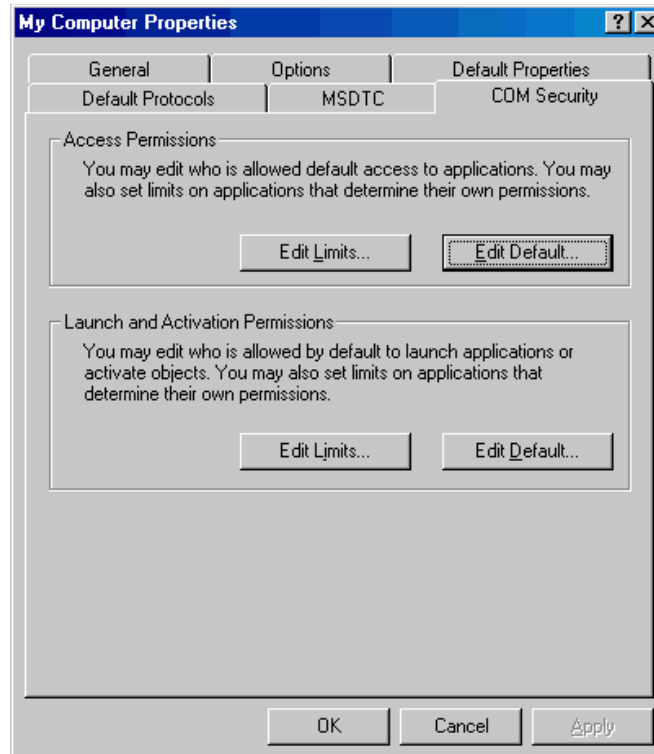 My Computer Properties
General Options Default Properties
Default Protocols MSDTC COM Security
Access Permissions
You may edit who is allowed default access to applications. You may
also set limits on applications that determine their own permissions.
Edit Limits... Edit Default...
Launch and Activation Permissions
You may edit who is allowed by default to launch applications or
activate objects. You may also set limits on applications that
determine their own permissions.
Edit Limits... Edit Default...
OK Cancel Apply